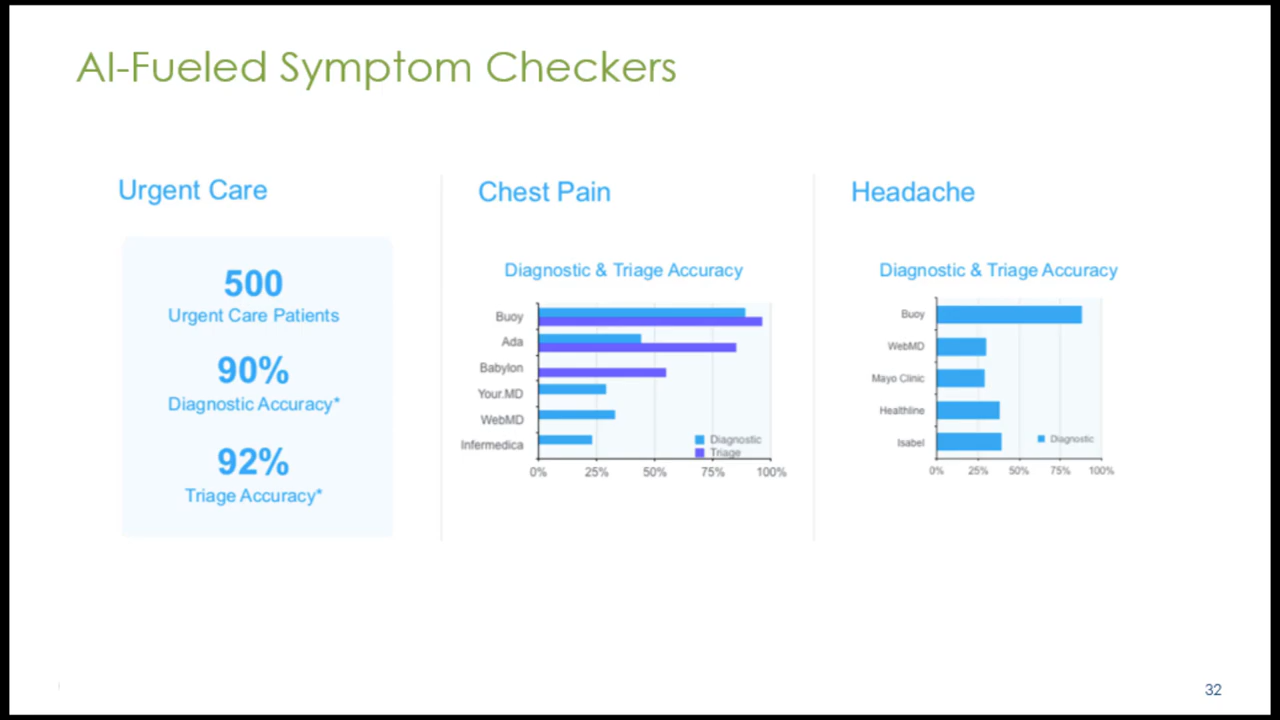 AI-Fueled Symptom Checkers
Urgent Care
500
Urgent Care Patients
90%
Diagnostic Accuracy*
92%
Triage Accuracy*
Chest Pain
Diagnostic & Triage Accuracy
Buoy
Ada
Babylon
Your.MD
WebMD
Infermedica
Diagnostic
Triage
0% 25% 50% 75% 100%
Headache
Diagnostic & Triage Accuracy
Buoy
WebMD
Mayo Clinic
Healthline
Isabel
Diagnostic
0% 25% 50% 75% 100%
32